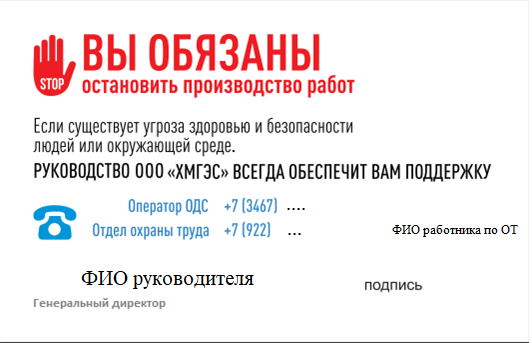 STOP
ВЫ ОБЯЗАНЫ
остановить производство работ
Если существует угроза здоровью и безопасности
людей или окружающей среде.
РУКОВОДСТВО ООО «ХМГЭС» ВСЕГДА ОБЕСПЕЧИТ ВАМ ПОДДЕРЖКУ
Оператор ОДС +7 (3467) ....
Отдел охраны труда +7 (922) ... ФИО работника по ОТ
ФИО руководителя подпись
Генеральный директор